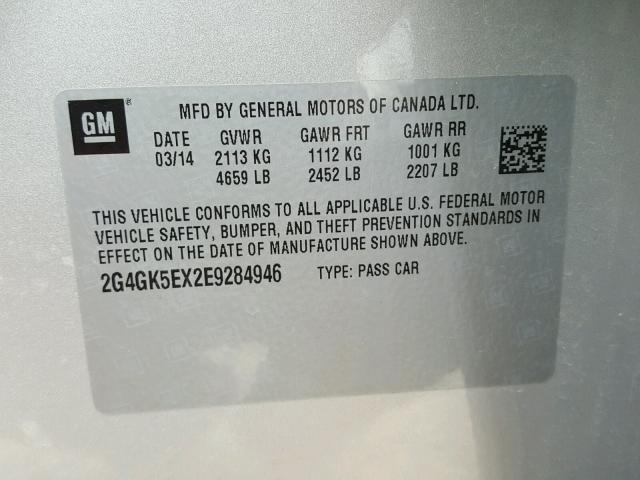 GM ®
MFD BY GENERAL MOTORS OF CANADA LTD.
DATE GVWR GAWR FRT GAWR RR
03/14 2113 KG 1112 KG 1001 KG
4659 LB 2452 LB 2207 LB
THIS VEHICLE CONFORMS TO ALL APPLICABLE U.S. FEDERAL MOTOR
VEHICLE SAFETY, BUMPER, AND THEFT PREVENTION STANDARDS IN
EFFECT ON THE DATE OF MANUFACTURE SHOWN ABOVE.
2G4GK5EX2E9284946 TYPE: PASS CAR